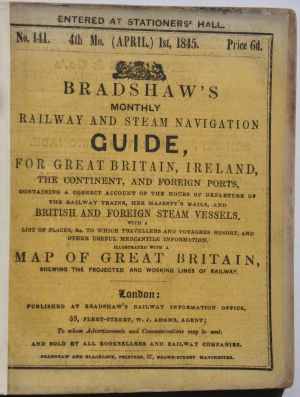 ENTERED AT STATIONERS' HALL.
No. 141. 4th Mo. (APRIL,) 1st, 1845. Price 6d.
BRADSHAW'S
MONTHLY
RAILWAY AND STEAM NAVIGATION
GUIDE,
FOR GREAT BRITAIN, IRELAND,
THE CONTINENT, AND FOREIGN PORTS,
CONTAINING A CORRECT ACCOUNT OF THE HOURS OF DEPARTURE OF
THE RAILWAY TRAINS, HER MAJESTY'S MAILS, AND
BRITISH AND FOREIGN STEAM VESSELS,
WITH A
LIST OF PLACES, &c. TO WHICH TRAVELLERS AND VOYAGERS RESORT, AND
OTHER USEFUL MERCANTILE INFORMATION.
ILLUSTRATED WITH A
MAP OF GREAT BRITAIN,
SHEWING THE PROJECTED AND WORKING LINES OF RAILWAY.
London:
PUBLISHED AT BRADSHAW'S RAILWAY INFORMATION OFFICE,
59, FLEET-STREET, W. J. ADAMS, AGENT;
To whom Advertisements and Communications may be sent;
AND SOLD BY ALL BOOKSELLERS AND RAILWAY COMPANIES.
BRADSHAW AND BLACKLOCK, PRINTERS, 27, BROWN-STREET MANCHESTER.